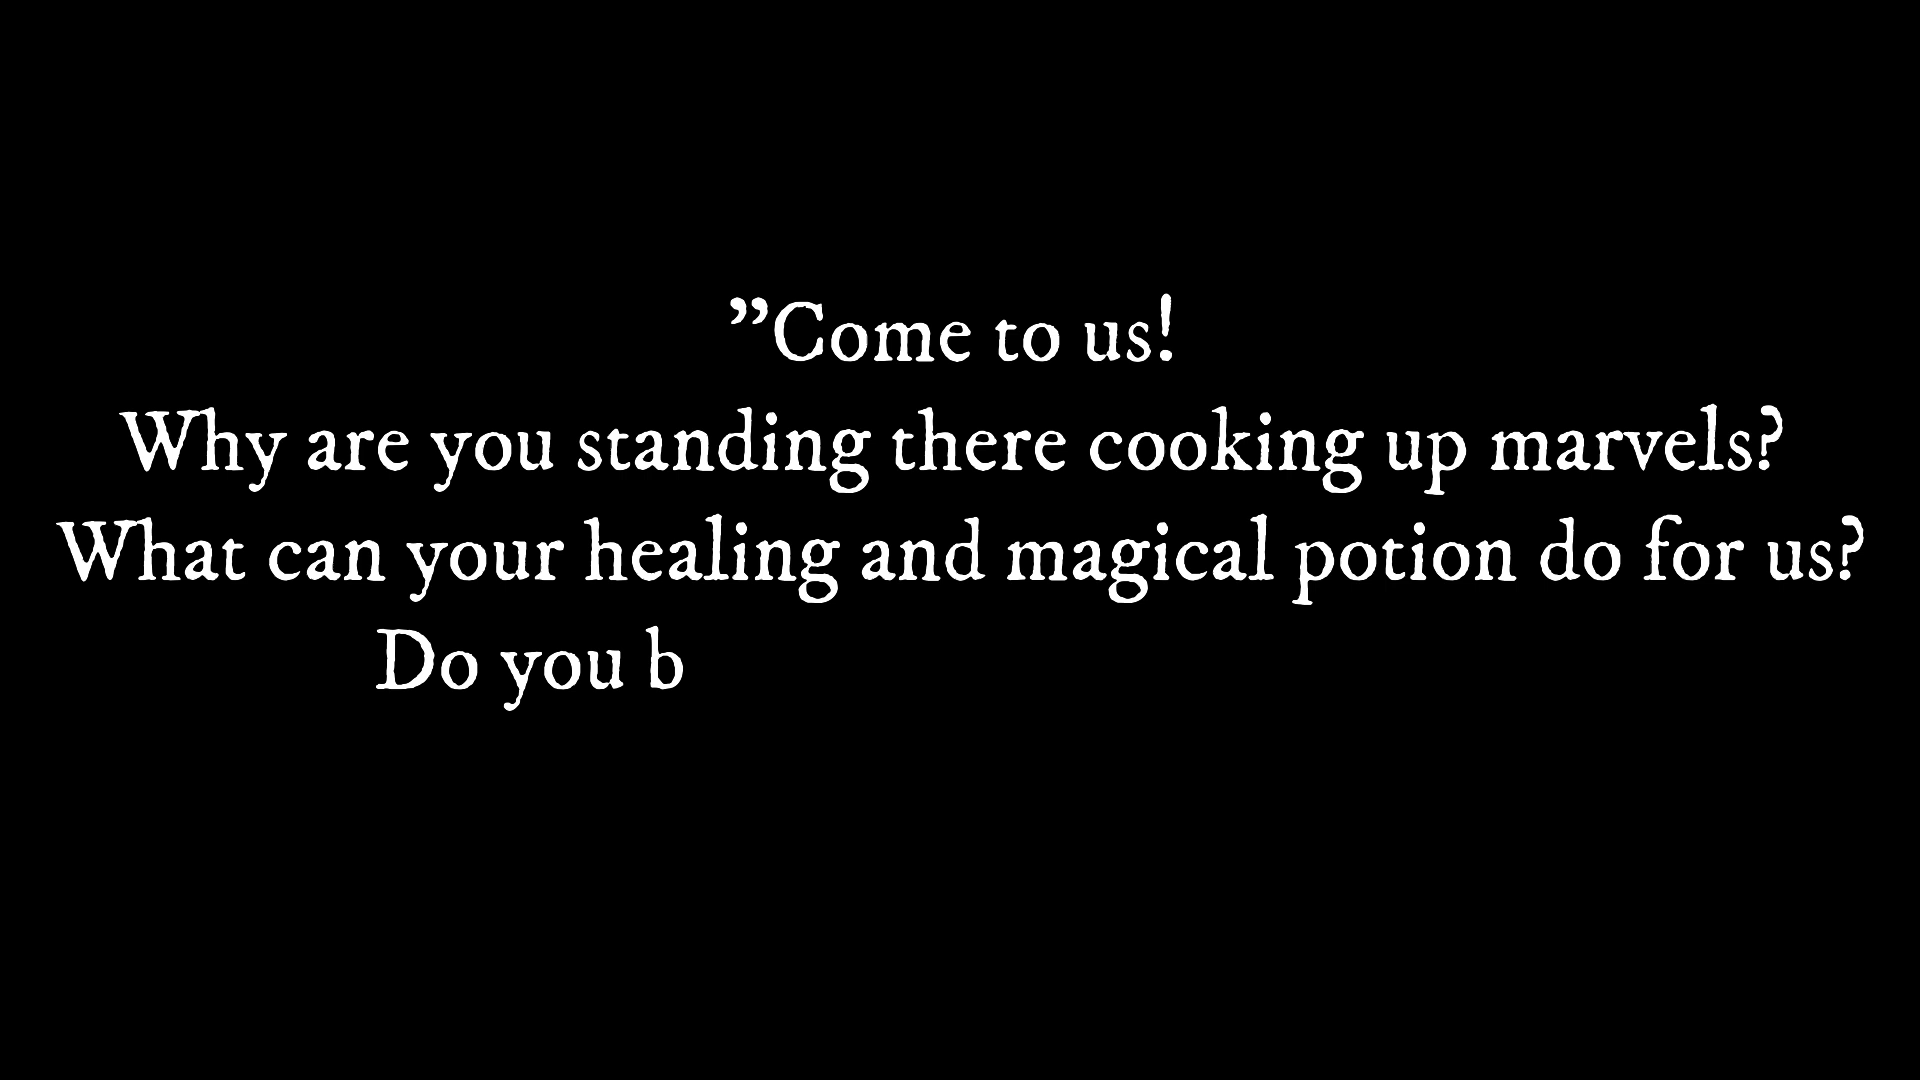 ”Come to us!
Why are you standing there cooking up marvels?
What can your healing and magical potion do for us?
Do you b